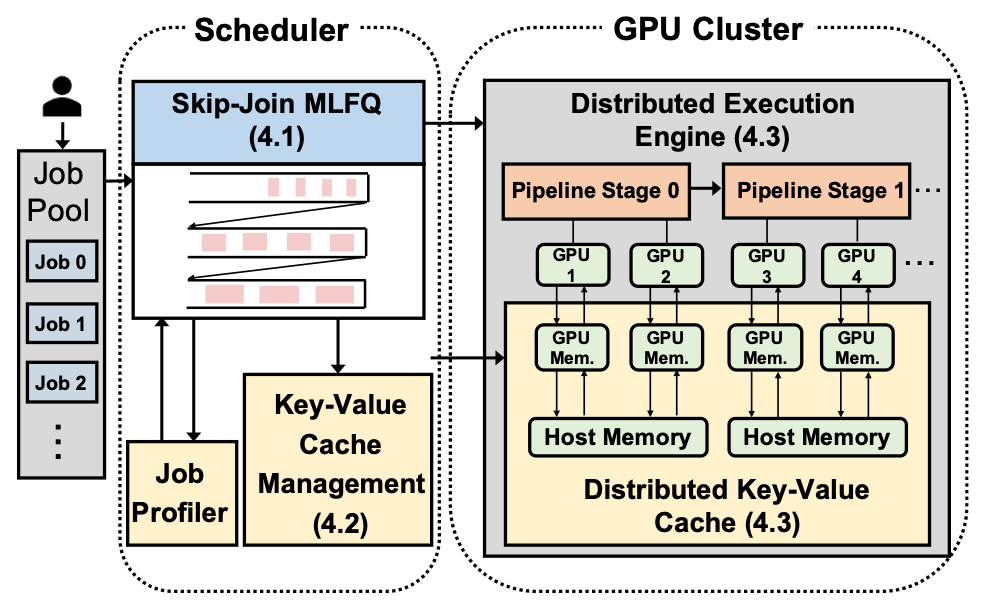 Scheduler
GPU Cluster
Skip-Join MLFQ
(4.1)
Distributed Execution
Engine (4.3)
Job
Pool
Job 0
Job 1
Job 2
Pipeline Stage 0
Pipeline Stage 1
...
GPU
1
GPU
2
GPU
3
GPU
4
...
GPU
Mem.
GPU
Mem.
GPU
Mem.
GPU
Mem.
Host Memory
Host Memory
Distributed Key-Value
Cache (4.3)
Job
Profiler
Key-Value
Cache
Management
(4.2)